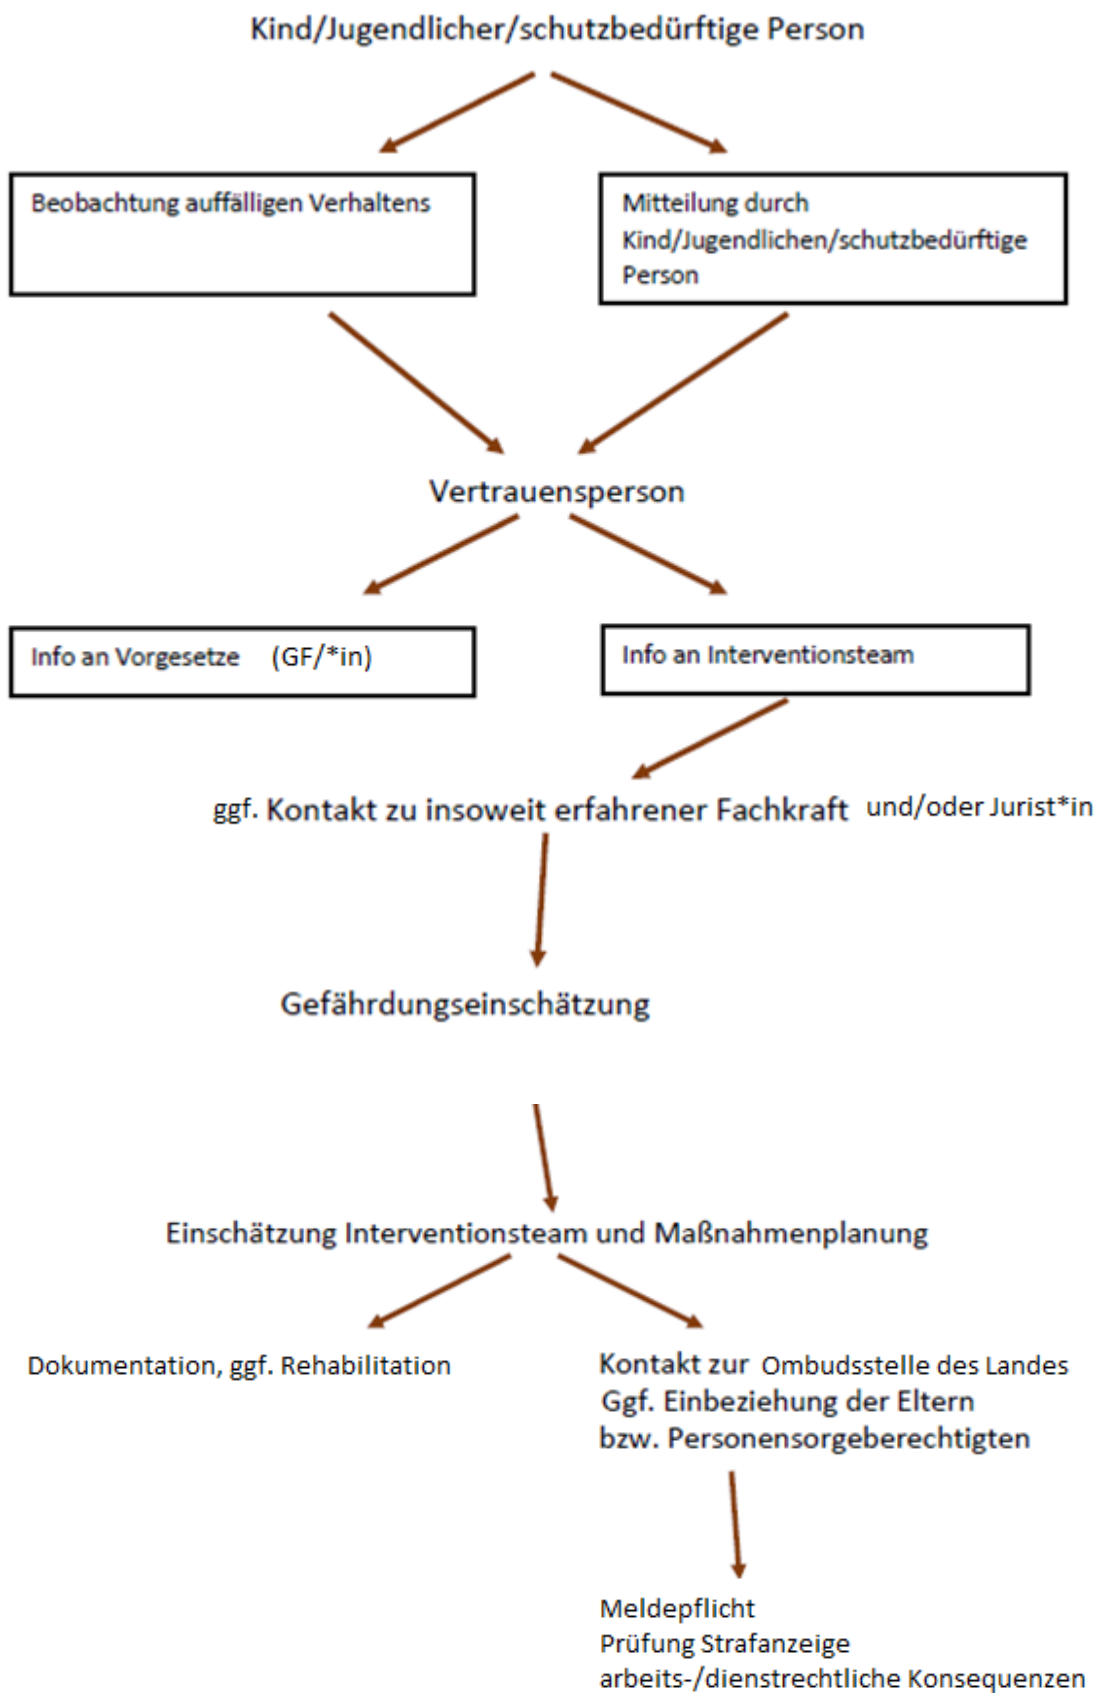 Kind/Jugendlicher/schutzbedürftige Person
Beobachtung auffälligen Verhaltens
Mitteilung durch
Kind/Jugendlichen/schutzbedürftige
Person
Vertrauensperson
Info an Vorgesetze (GF/*in)
Info an Interventionsteam
ggf. Kontakt zu insoweit erfahrener Fachkraft und/oder Jurist*in
Gefährdungseinschätzung
Einschätzung Interventionsteam und Maßnahmenplanung
Dokumentation, ggf. Rehabilitation
Kontakt zur Ombudsstelle des Landes
Ggf. Einbeziehung der Eltern
bzw. Personensorgeberechtigten
Meldepflicht
Prüfung Strafanzeige
arbeits-/dienstrechtliche Konsequenzen